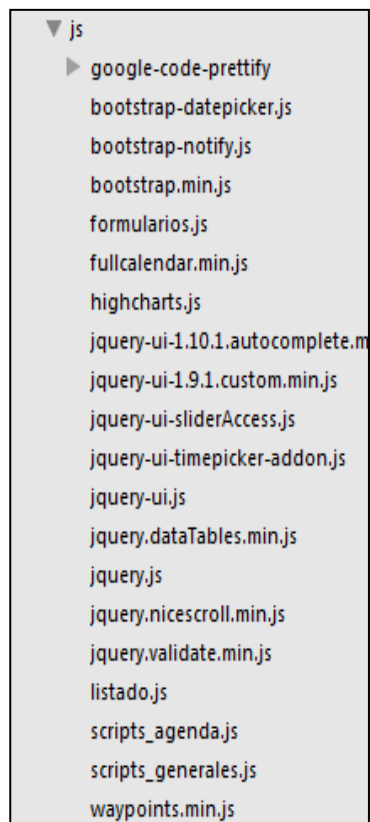 js
google-code-prettify
bootstrap-datepicker.js
bootstrap-notify.js
bootstrap.min.js
formularios.js
fullcalendar.min.js
highcharts.js
jquery-ui-1.10.1.autocomplete.m
jquery-ui-1.9.1.custom.min.js
jquery-ui-sliderAccess.js
jquery-ui-timepicker-addon.js
jquery-ui.js
jquery.dataTables.min.js
jquery.js
jquery.nicescroll.min.js
jquery.validate.min.js
listado.js
scripts_agenda.js
scripts_generales.js
waypoints.min.js